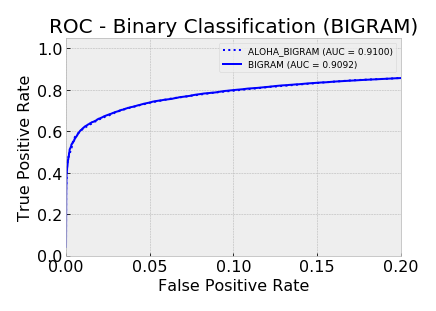 ROC - Binary Classification (BIGRAM)
ALOHA_BIGRAM (AUC = 0.9100)
BIGRAM (AUC = 0.9092)
True Positive Rate
1.0
0.8
0.6
0.4
0.2
0.0
0.00 0.05 0.10 0.15 0.20
False Positive Rate